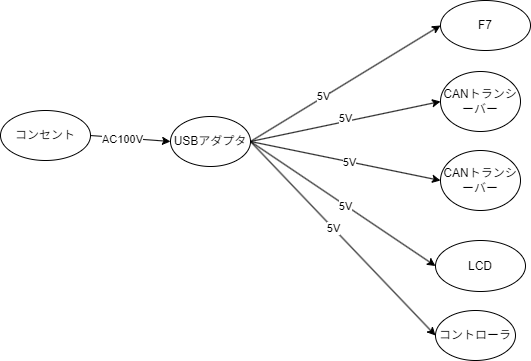 F7
5V
CANトランシ
ーバー
5V
コンセント
AC100V
USBアダプタ
5V
CANトランシ
ーバー
5V
5V
LCD
コントローラ